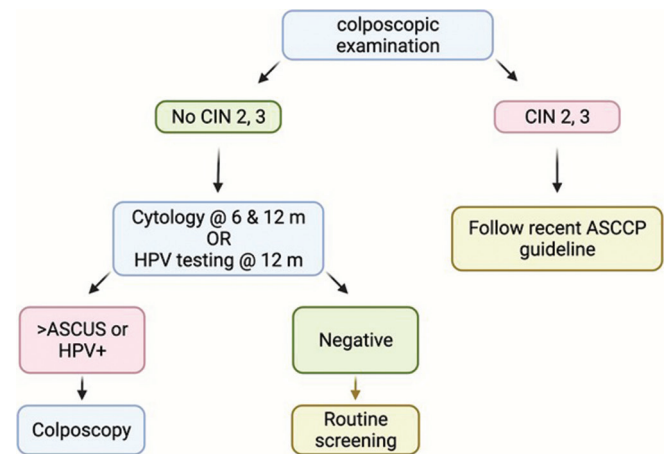 colposcopic
examination
No CIN 2, 3
CIN 2, 3
Cytology @ 6 & 12 m
OR
HPV testing @ 12 m
Follow recent ASCCP
guideline
>ASCUS or
HPV+
Negative
Colposcopy
Routine
screening